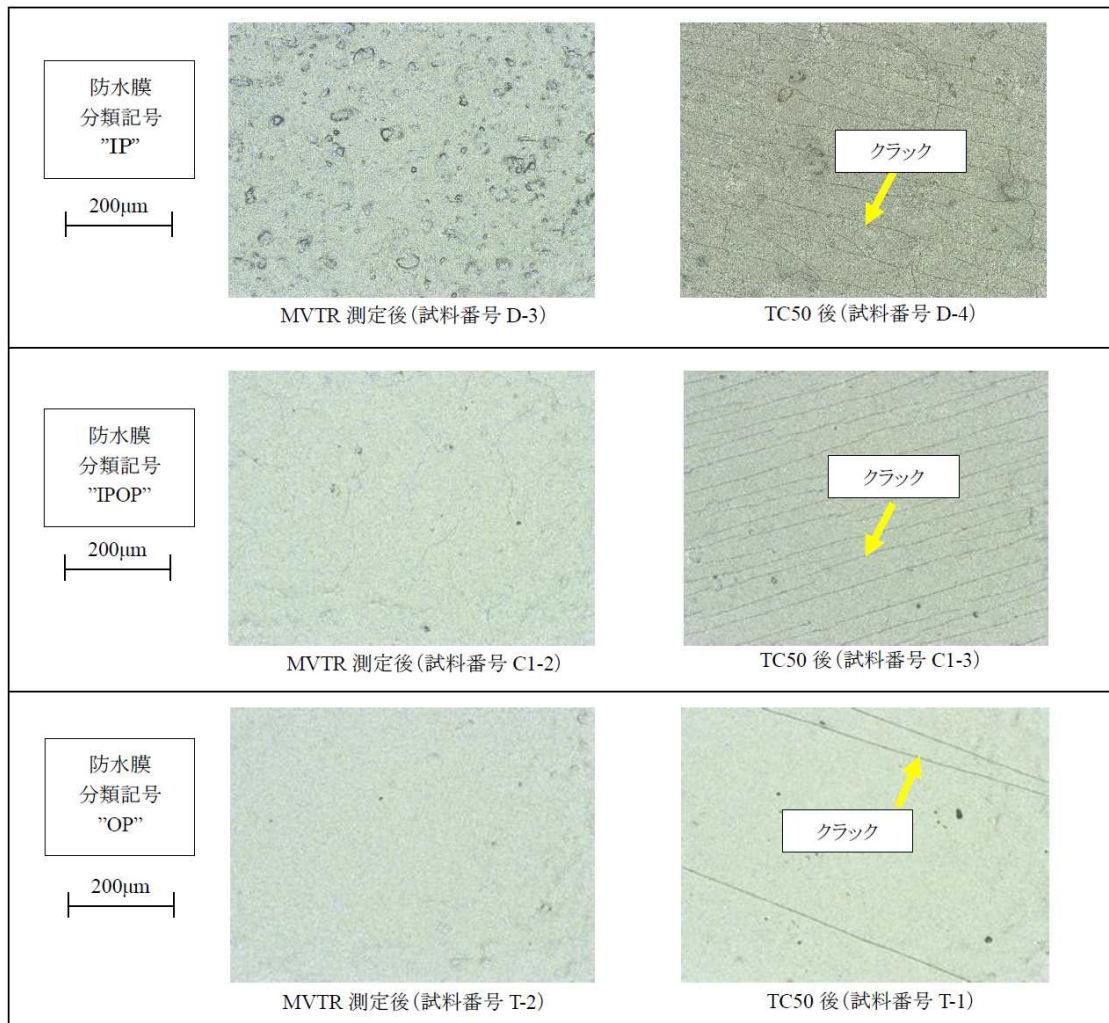 防水膜
分類記号
”IP”
200μm
クラック
MVTR 測定後(試料番号 D-3)
TC50 後(試料番号 D-4)
防水膜
分類記号
”IPOP”
200μm
クラック
MVTR 測定後(試料番号 C1-2)
TC50 後(試料番号 C1-3)
防水膜
分類記号
”OP”
200μm
クラック
MVTR 測定後(試料番号 T-2)
TC50 後(試料番号 T-1)